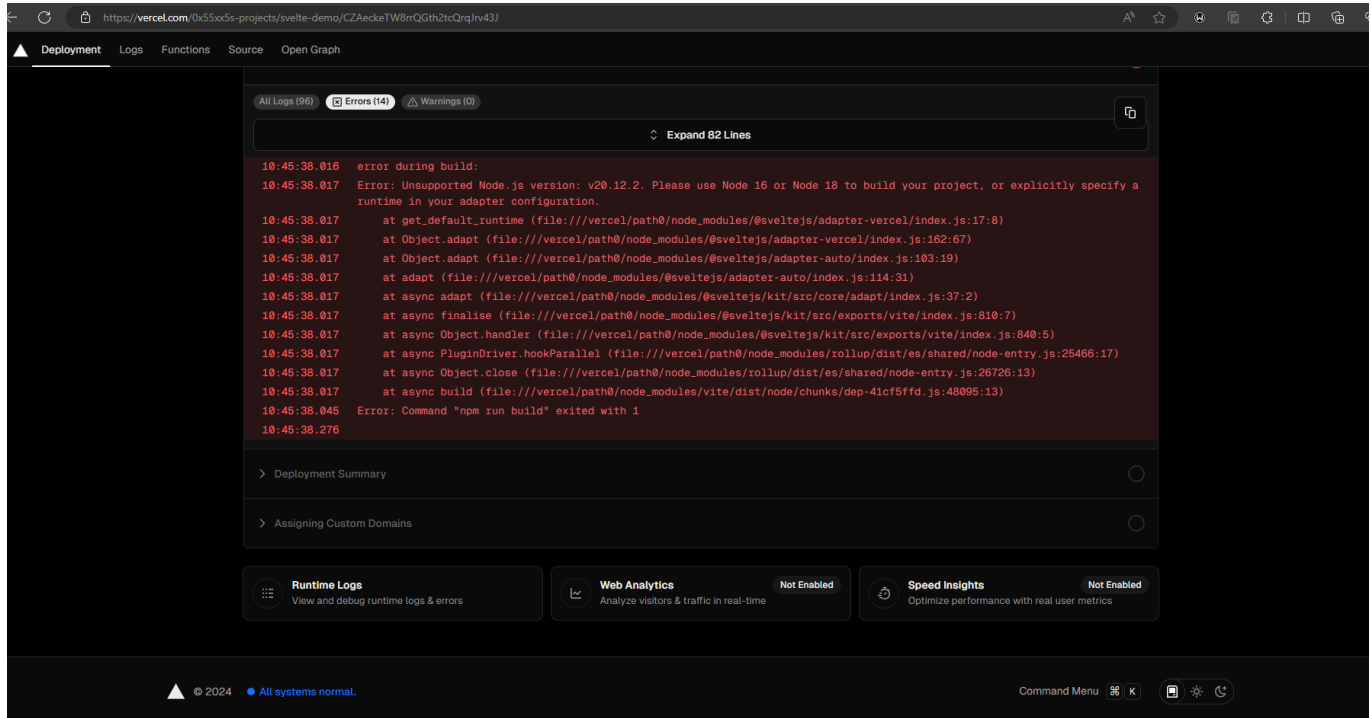 https://vercel.com/0x55xx5s-projects/svelte-demo/CZAeckeTW8rrQGth2tcQrqJrv43J
Deployment Logs Functions Source Open Graph
All Logs (96) Errors (14) Warnings (0)
Expand 82 Lines
10:45:38.016 error during build:
10:45:38.017 Error: Unsupported Node.js version: v20.12.2. Please use Node 16 or Node 18 to build your project, or explicitly specify a
runtime in your adapter configuration.
10:45:38.017 at get_default_runtime (file:///vercel/path0/node_modules/@sveltejs/adapter-vercel/index.js:17:8)
10:45:38.017 at Object.adapt (file:///vercel/path0/node_modules/@sveltejs/adapter-vercel/index.js:162:67)
10:45:38.017 at Object.adapt (file:///vercel/path0/node_modules/@sveltejs/adapter-auto/index.js:103:19)
10:45:38.017 at adapt (file:///vercel/path0/node_modules/@sveltejs/adapter-auto/index.js:114:31)
10:45:38.017 at async adapt (file:///vercel/path0/node_modules/@sveltejs/kit/src/core/adapt/index.js:37:2)
10:45:38.017 at async finalise (file:///vercel/path0/node_modules/@sveltejs/kit/src/exports/vite/index.js:810:7)
10:45:38.017 at async Object.handler (file:///vercel/path0/node_modules/@sveltejs/kit/src/exports/vite/index.js:840:5)
10:45:38.017 at async PluginDriver.hookParallel (file:///vercel/path0/node_modules/rollup/dist/es/shared/node-entry.js:25466:17)
10:45:38.017 at async Object.close (file:///vercel/path0/node_modules/rollup/dist/es/shared/node-entry.js:26726:13)
10:45:38.017 at async build (file:///vercel/path0/node_modules/vite/dist/node/chunks/dep-41cf5ffd.js:48095:13)
10:45:38.045 Error: Command "npm run build" exited with 1
10:45:38.276
Deployment Summary
Assigning Custom Domains
Runtime Logs
View and debug runtime logs & errors
Web Analytics Not Enabled
Analyze visitors & traffic in real-time
Speed Insights Not Enabled
Optimize performance with real user metrics
© 2024 All systems normal. Command Menu ⌘ K